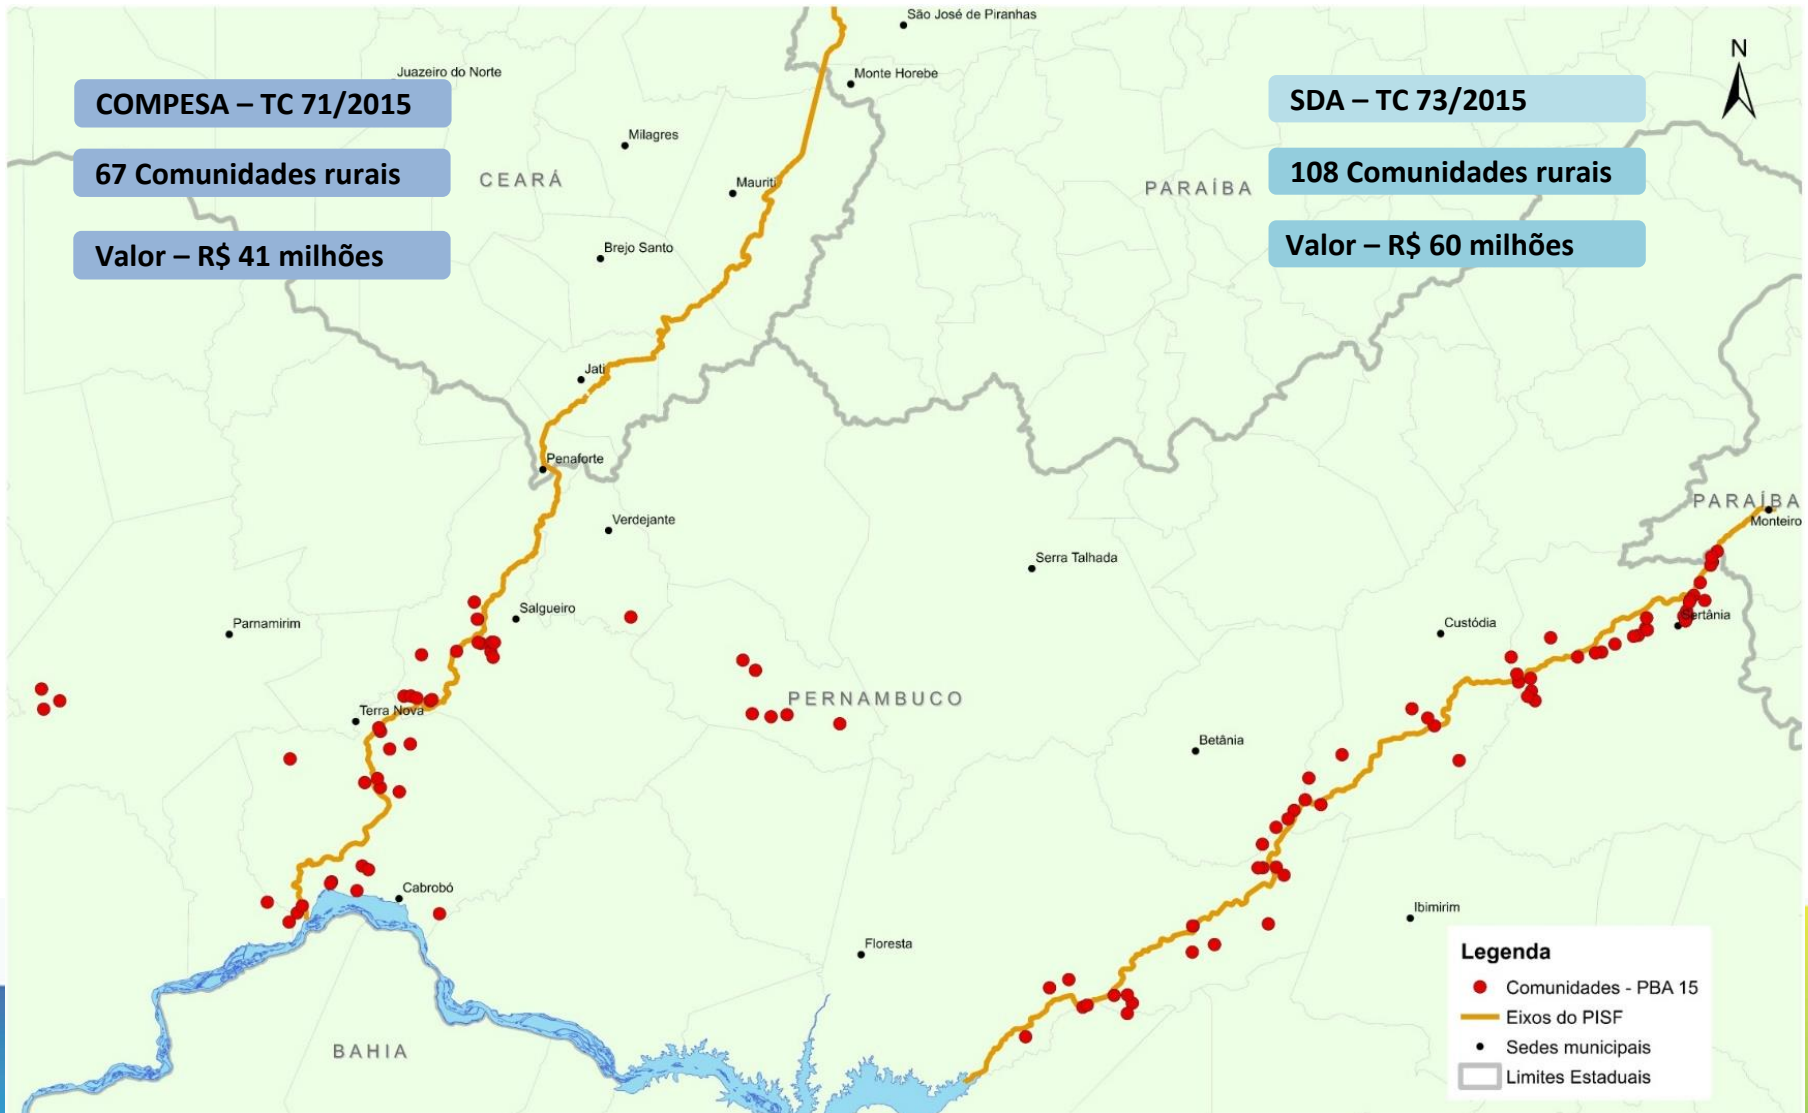 São José de Piranhas
Juazeiro do Norte
Monte Horebe
N
COMPESA – TC 71/2015
SDA – TC 73/2015
Milagres
67 Comunidades rurais
CEARÁ
Mauriti
PARAÍBA
108 Comunidades rurais
Valor – R$ 41 milhões
Brejo Santo
Valor – R$ 60 milhões
Jati
Penaforte
PARAÍBA
Monteiro
Verdejante
Serra Talhada
Salgueiro
Parnamirim
Custódia
Sertânia
PERNAMBUCO
Terra Nova
Betânia
Cabrobó
Ibimirim
Floresta
BAHIA
Legenda
Comunidades - PBA 15
Eixos do PISF
Sedes municipais
Limites Estaduais